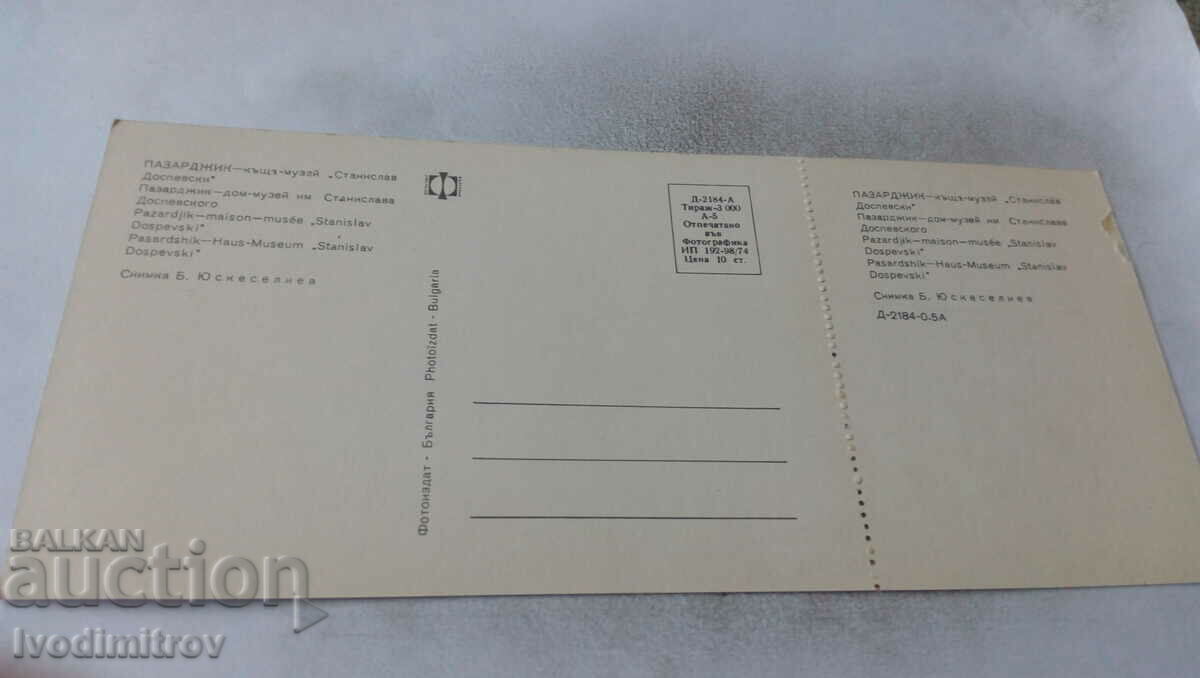 ПАЗАРДЖИК—къщъ-музей „Станислав
Доспевски"
Пазарджик—дом-музей им Станислава
Доспевского
Pazardjik—maison—musée „Stanislav
Dospevski"
Pasardshik—Haus-Museum „Stanislav
Dospevski"
Снимка Б. Юскеселиев
Фотоиздат - България Photoizdat - Bulgaria
Д-2184-А
Тираж-3 000
А-5
Отпечатано
във
Фотографика
ИП 192-98/74
Цена 10 ст.
ПАЗАРДЖИК—къщъ-музей „Станислав
Доспевски"
Пазарджик—дом-музей им Станислава
Доспевского
Pazardjik—maison—musée „Stanislav
Dospevski"
Pasardshik—Haus-Museum „Stanislav
Dospevski"
Снимка Б. Юскеселиев
Д-2184-0.5А
BALKAN
auction
Ivodimitrov